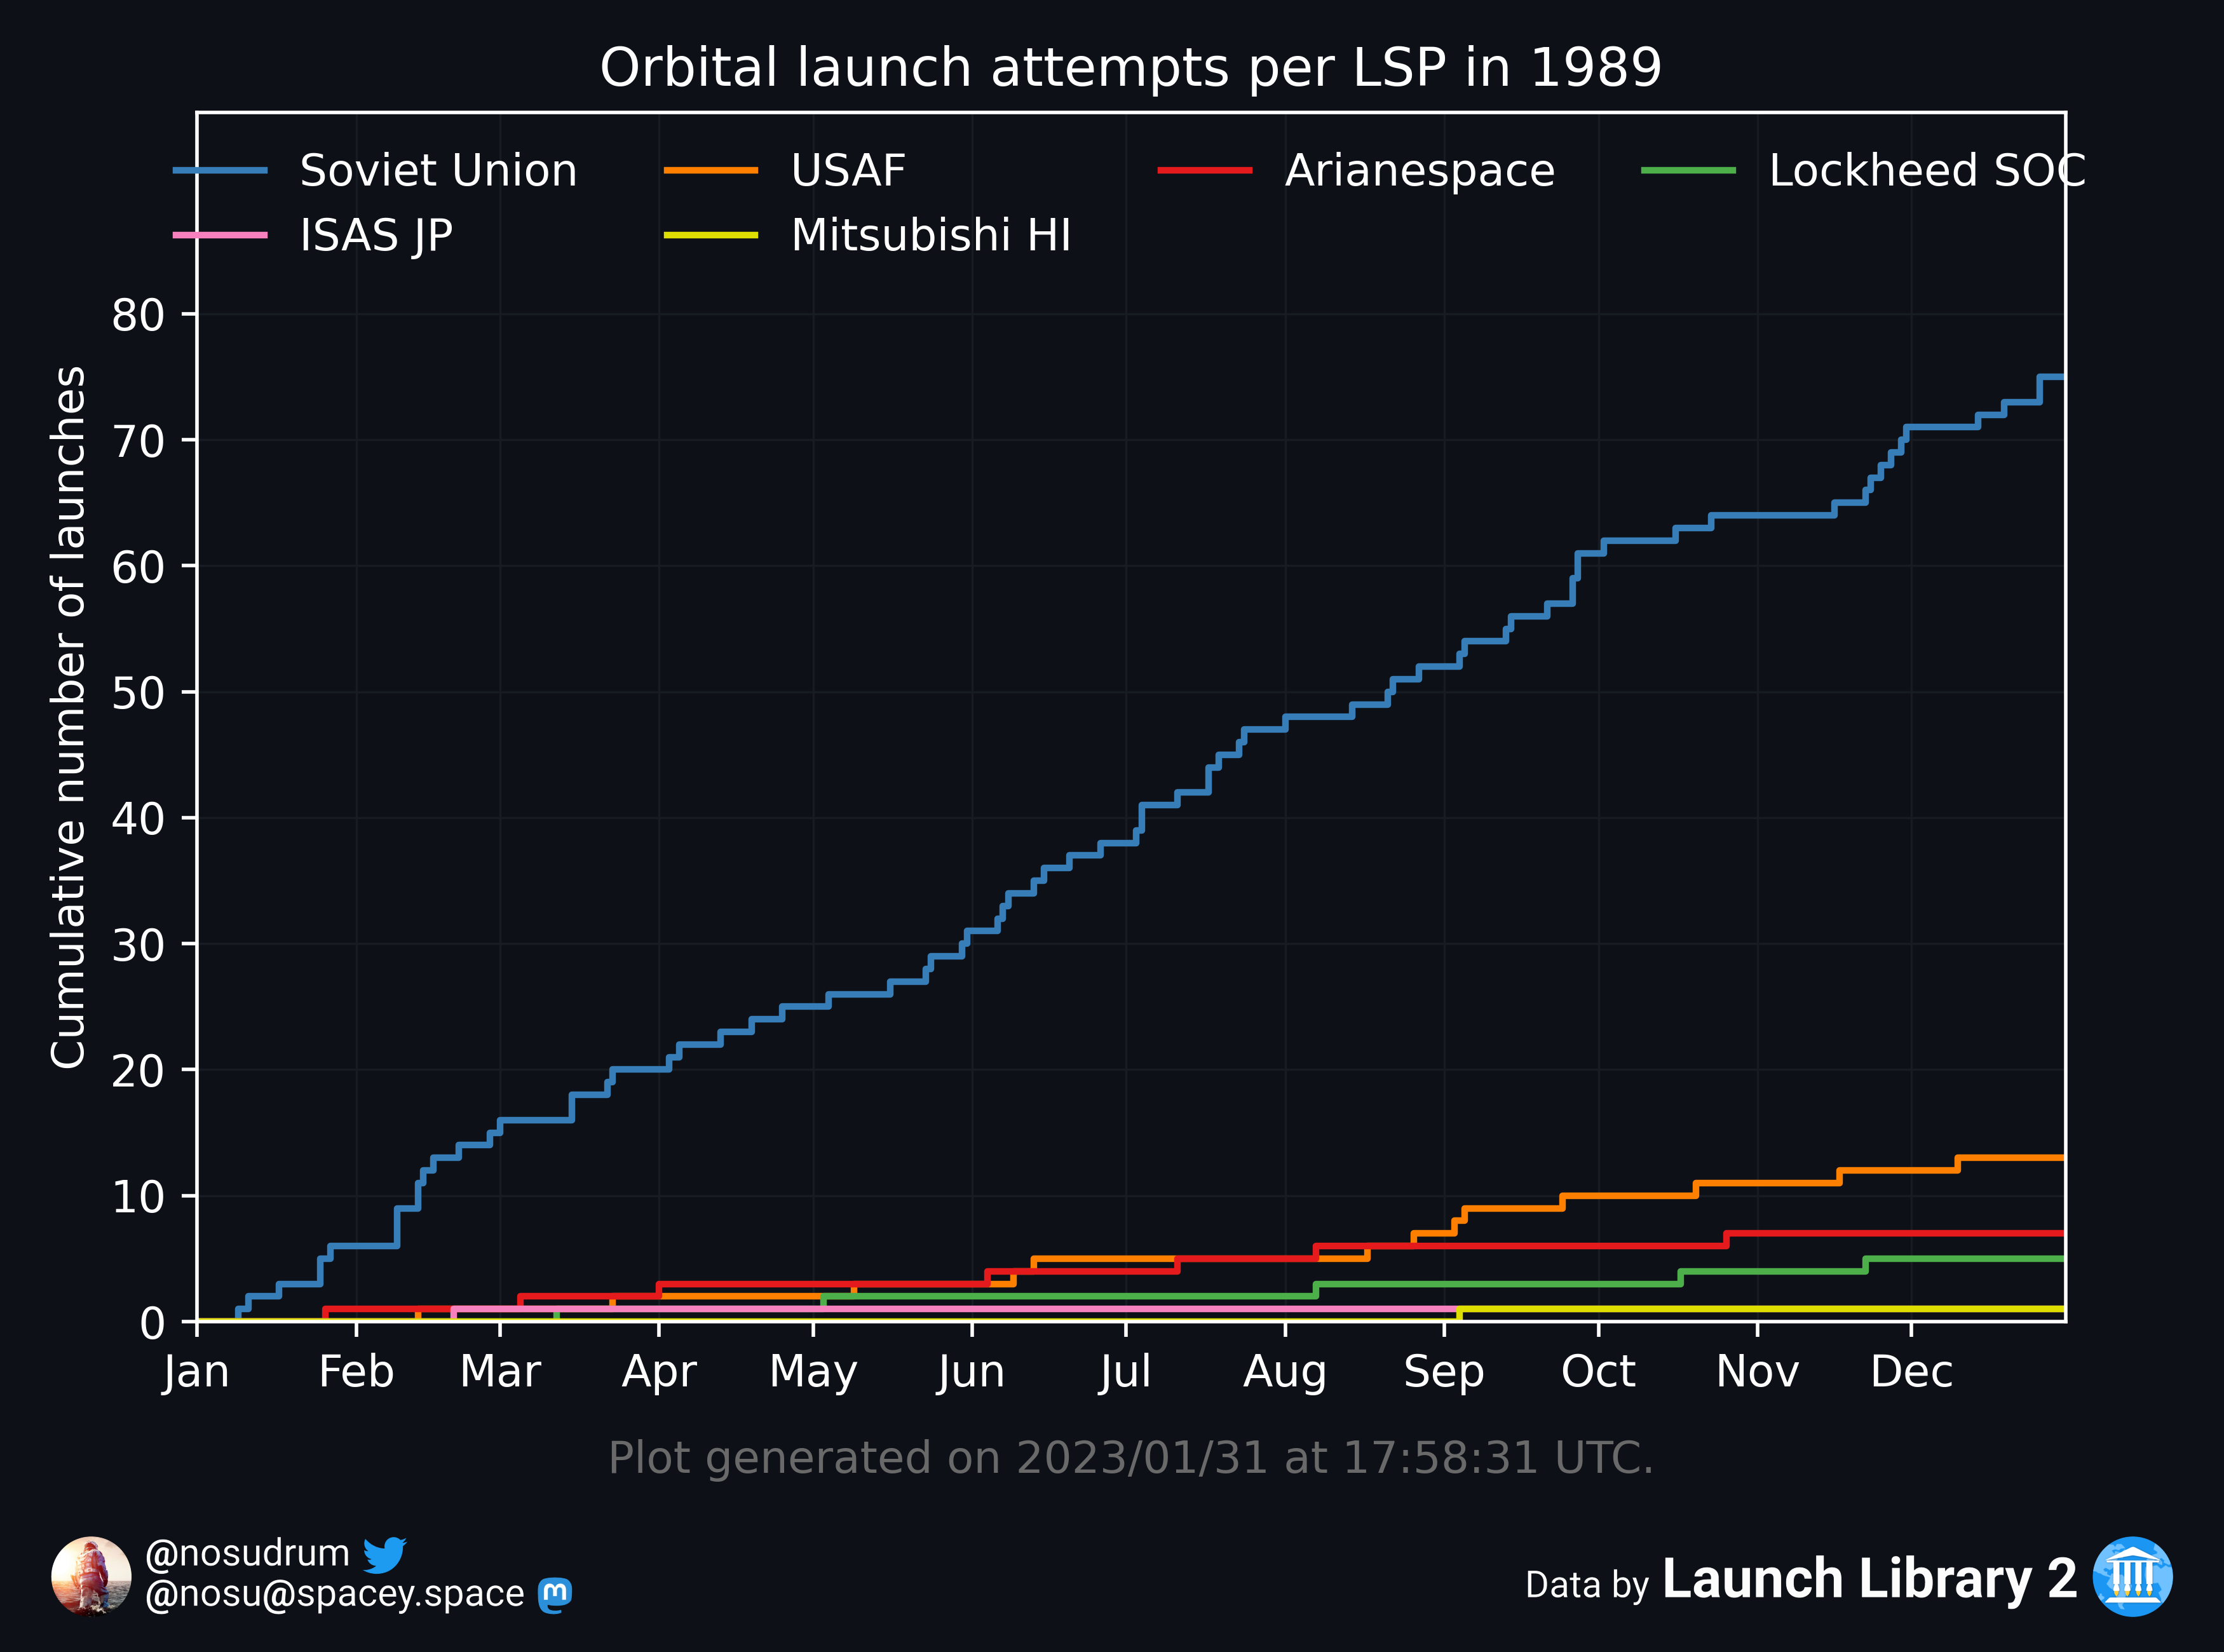 Orbital launch attempts per LSP in 1989
Soviet Union USAF Arianespace Lockheed SOC
ISAS JP Mitsubishi HI
Cumulative number of launches
80
70
60
50
40
30
20
10
0
Jan Feb Mar Apr May Jun Jul Aug Sep Oct Nov Dec
Plot generated on 2023/01/31 at 17:58:31 UTC.
@nosudrum
@nosu@spacey.space
Data by Launch Library 2